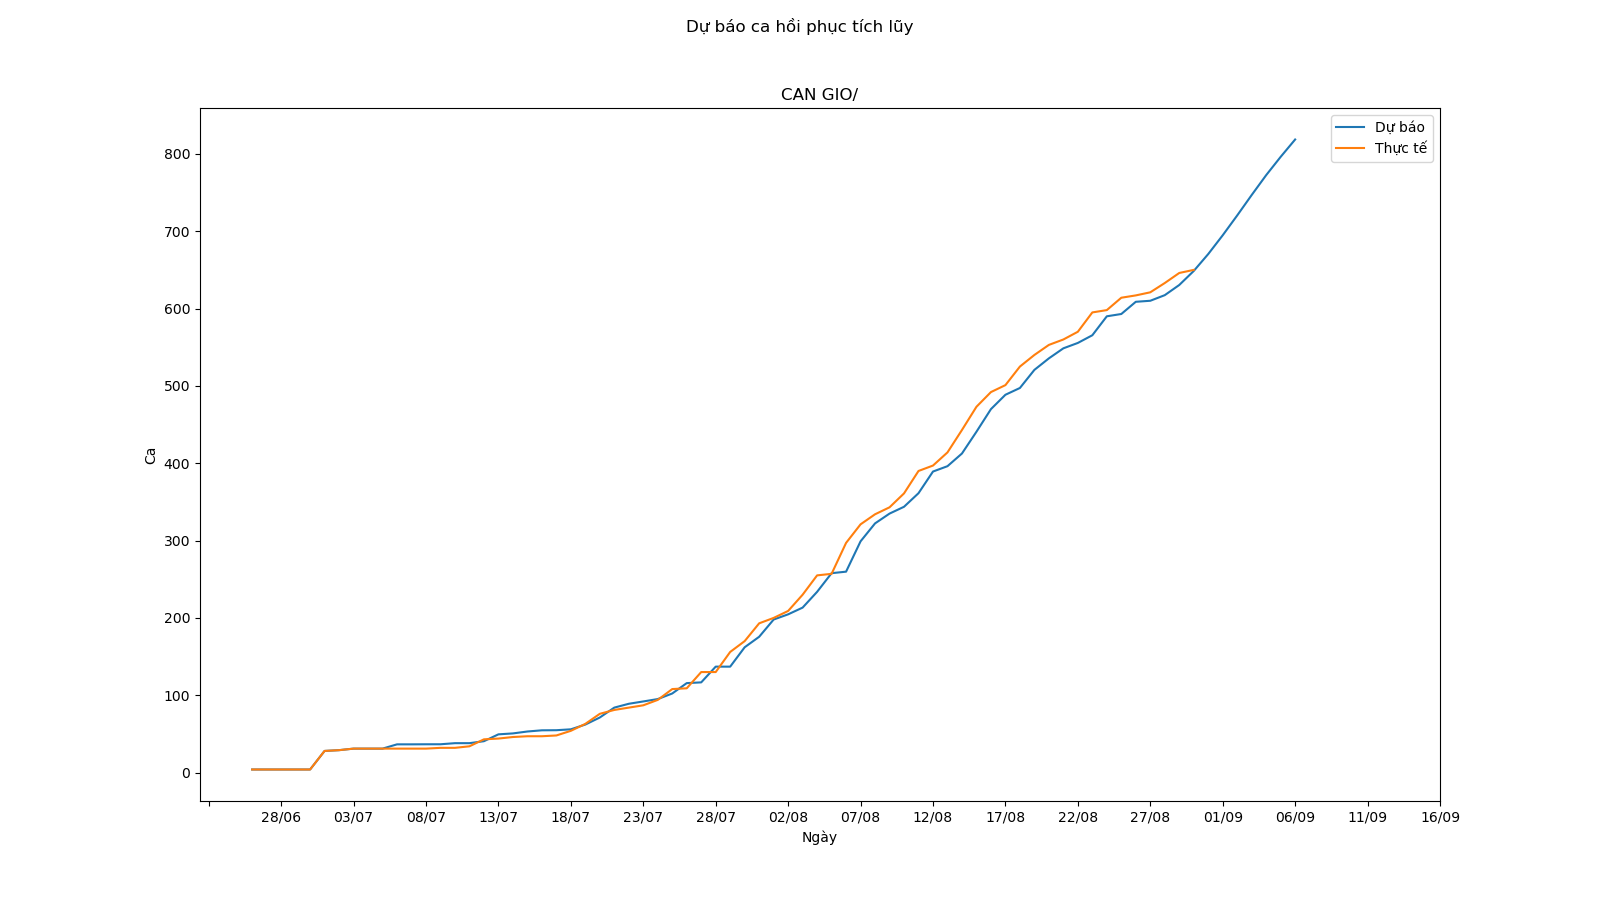 Dự báo ca hồi phục tích lũy
CAN GIO/
Dự báo
Thực tế
800
700
600
500
400
300
200
100
0
Ca
28/06 03/07 08/07 13/07 18/07 23/07 28/07 02/08 07/08 12/08 17/08 22/08 27/08 01/09 06/09 11/09 16/09
Ngày